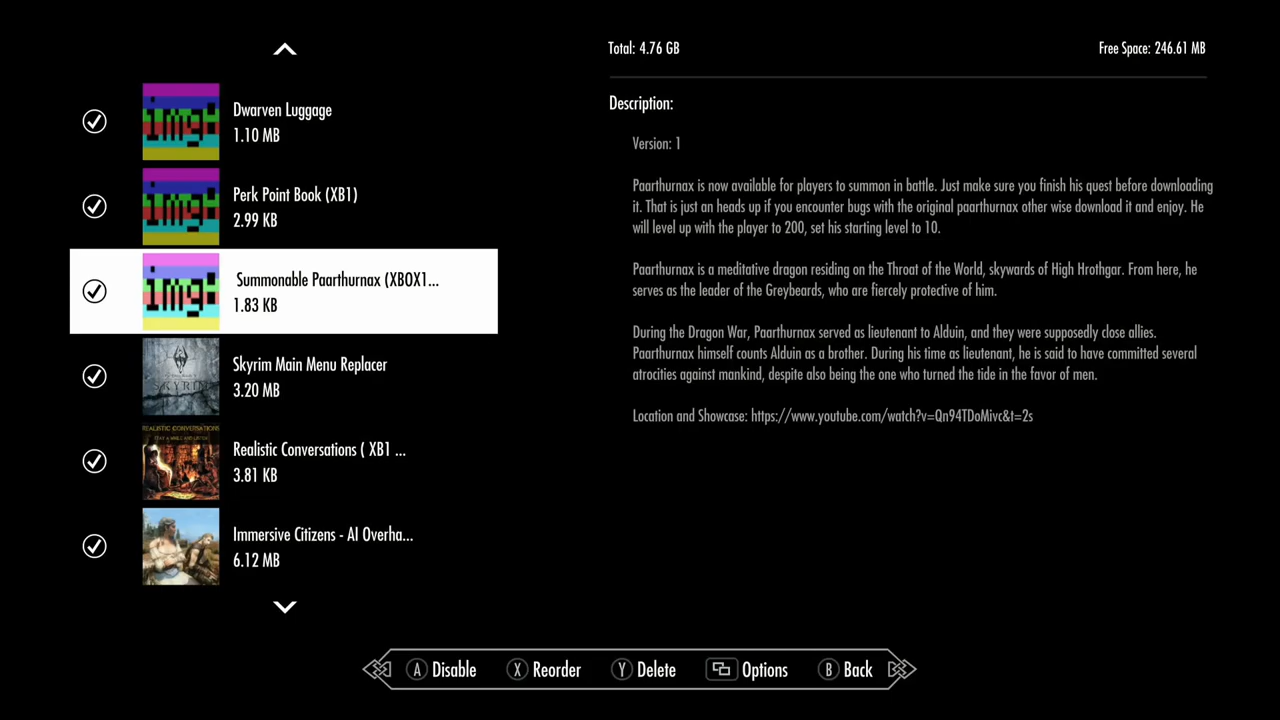 Total: 4.76 GB
Free Space: 246.61 MB
Dwarven Luggage
1.10 MB
Perk Point Book (XB1)
2.99 KB
Summonable Paarthurnax (XBOX1...
1.83 KB
SKYRIM
Skyrim Main Menu Replacer
3.20 MB
REALISTIC CONVERSATIONS
STAY A WHILE AND LISTEN
Realistic Conversations ( XB1 ...
3.81 KB
Immersive Citizens - AI Overha...
6.12 MB
Description:
Version: 1
Paarthurnax is now available for players to summon in battle. Just make sure you finish his quest before downloading
it. That is just an heads up if you encounter bugs with the original paarthurnax other wise download it and enjoy. He
will level up with the player to 200, set his starting level to 10.
Paarthurnax is a meditative dragon residing on the Throat of the World, skywards of High Hrothgar. From here, he
serves as the leader of the Greybeards, who are fiercely protective of him.
During the Dragon War, Paarthurnax served as lieutenant to Alduin, and they were supposedly close allies.
Paarthurnax himself counts Alduin as a brother. During his time as lieutenant, he is said to have committed several
atrocities against mankind, despite also being the one who turned the tide in the favor of men.
Location and Showcase: https://www.youtube.com/watch?v=Qn94TDoMivc&t=2s
A Disable
X Reorder
Y Delete
Options
B Back